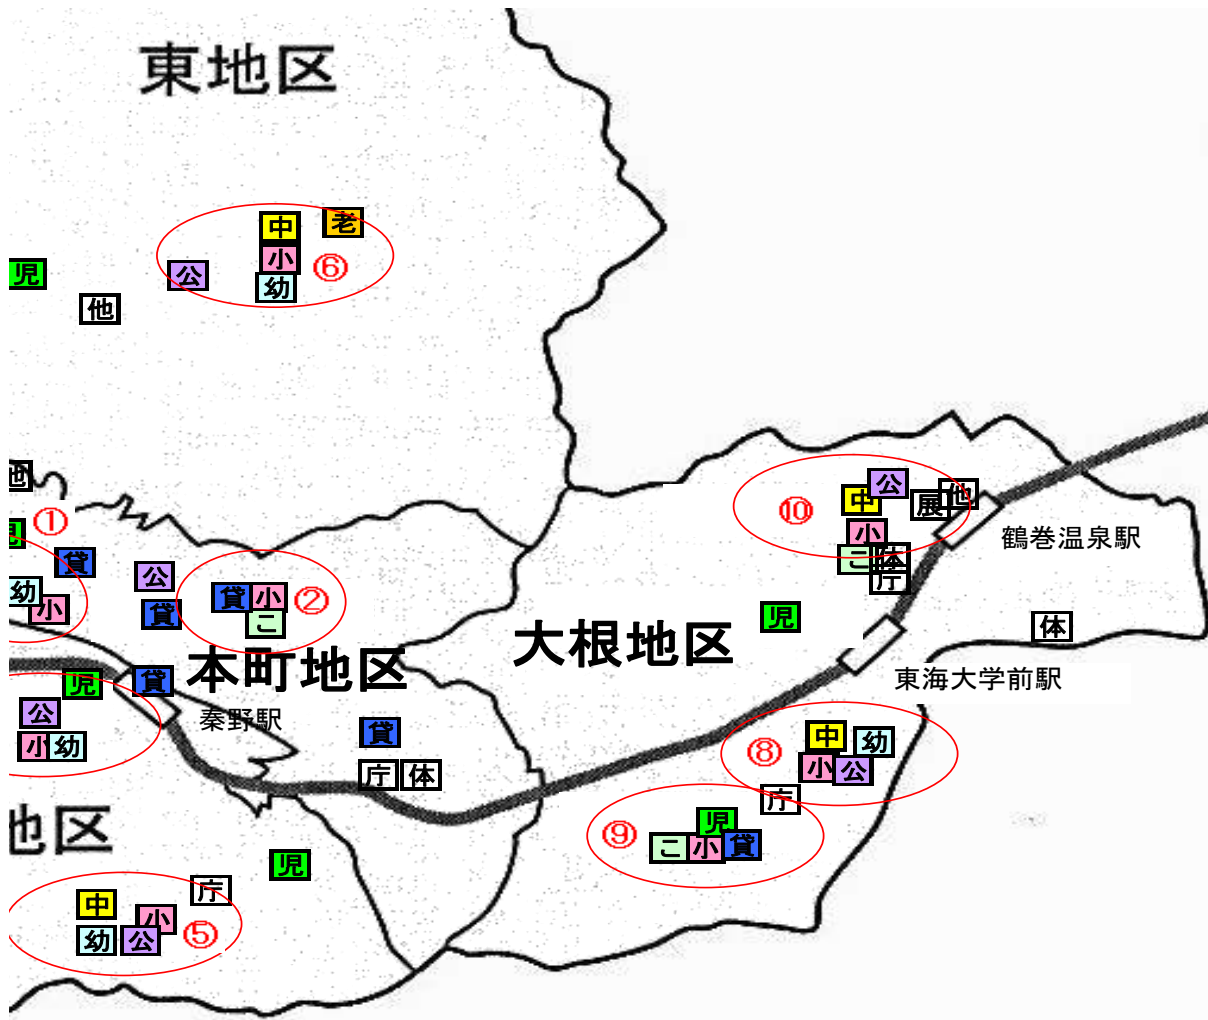 東地区
中
老
小
⑥
公
児
幼
他
他
①
児
貸
幼
小
公
貸
貸
小
②
こ
公
中
⑩
展
他
小
こ
体
庁
鶴巻温泉駅
児
体
大根地区
本町地区
東海大学前駅
児
貸
公
秦野駅
小
幼
貸
庁
体
中
幼
⑧
小
公
庁
児
⑨
こ
小
貸
地区
児
中
庁
小
幼
公
⑤